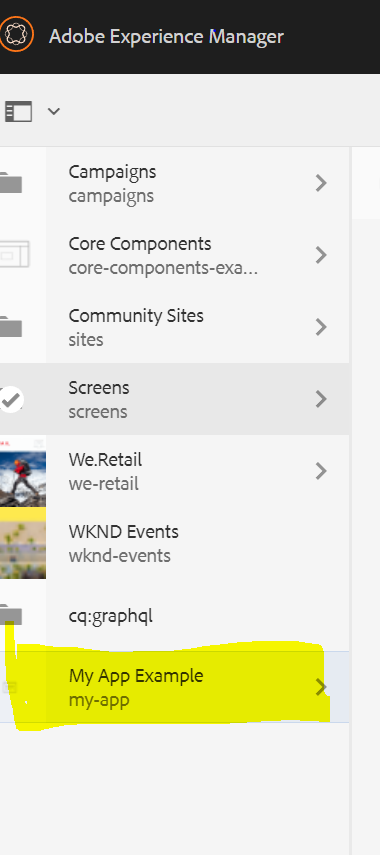 Adobe Experience Manager
Campaigns
campaigns
Core Components
core-components-exa...
Community Sites
sites
Screens
screens
We.Retail
we-retail
WKND Events
wknd-events
cq:graphql
My App Example
my-app